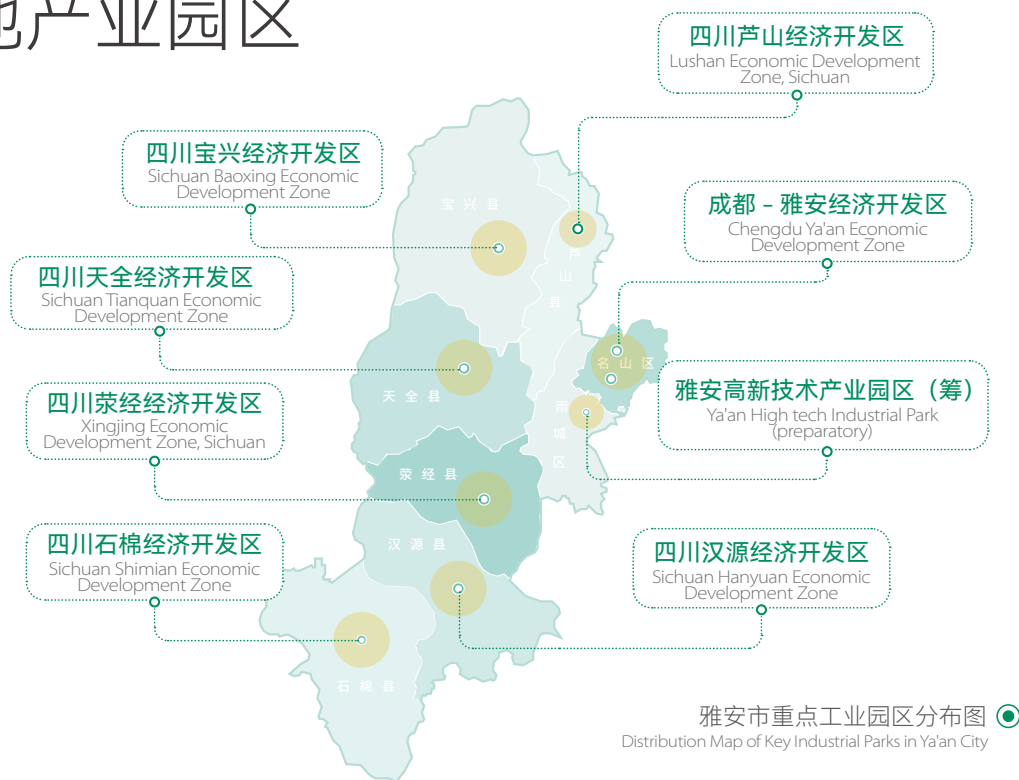 产业园区
四川芦山经济开发区
Lushan Economic Development
Zone, Sichuan
四川宝兴经济开发区
Sichuan Baoxing Economic
Development Zone
成都－雅安经济开发区
Chengdu Ya'an Economic
Development Zone
四川天全经济开发区
Sichuan Tianquan Economic
Development Zone
雅安高新技术产业园区（筹）
Ya'an High tech Industrial Park
(preparatory)
四川荥经经济开发区
Xingjing Economic
Development Zone, Sichuan
四川石棉经济开发区
Sichuan Shimian Economic
Development Zone
四川汉源经济开发区
Sichuan Hanyuan Economic
Development Zone
宝兴县
芦山县
名山区
天全县
雨城区
荥经县
汉源县
石棉县
雅安市重点工业园区分布图
Distribution Map of Key Industrial Parks in Ya'an City